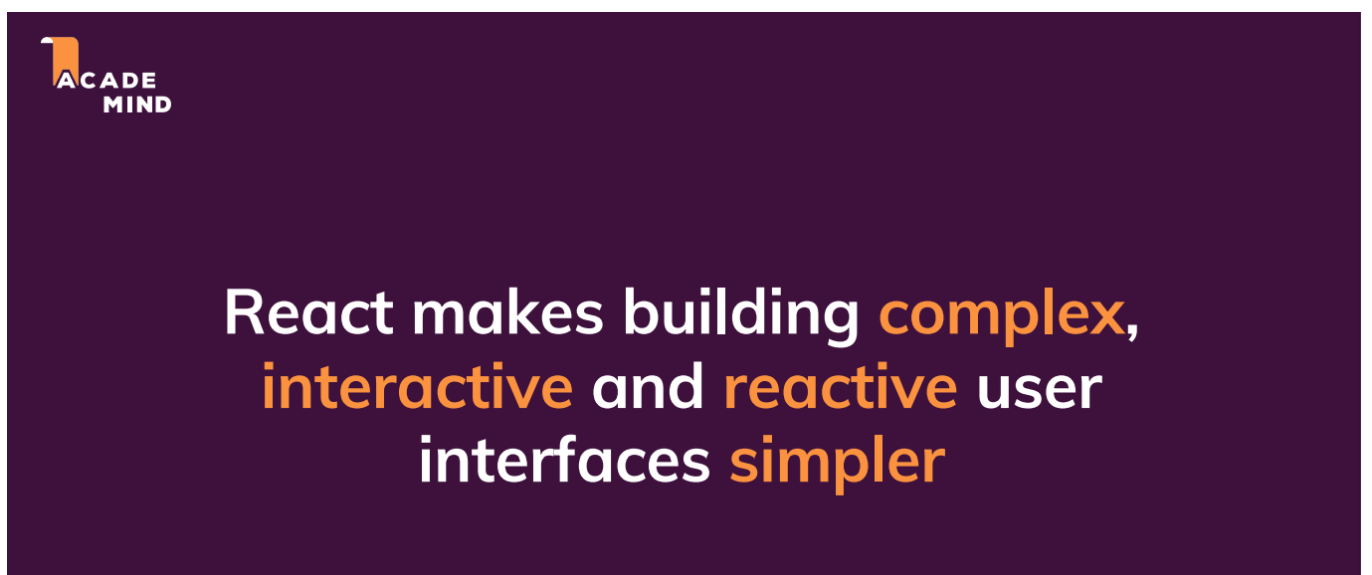 ACADE
MIND
React makes building complex,
interactive and reactive user
interfaces simpler